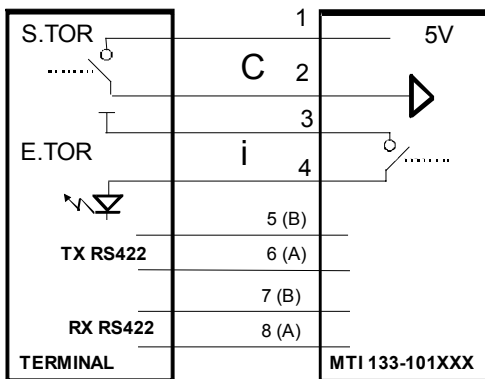 1
S.TOR
5V
C
2
3
E.TOR
i
4
5 (B)
TX RS422
6 (A)
7 (B)
RX RS422
8 (A)
TERMINAL
MTI 133-101XXX